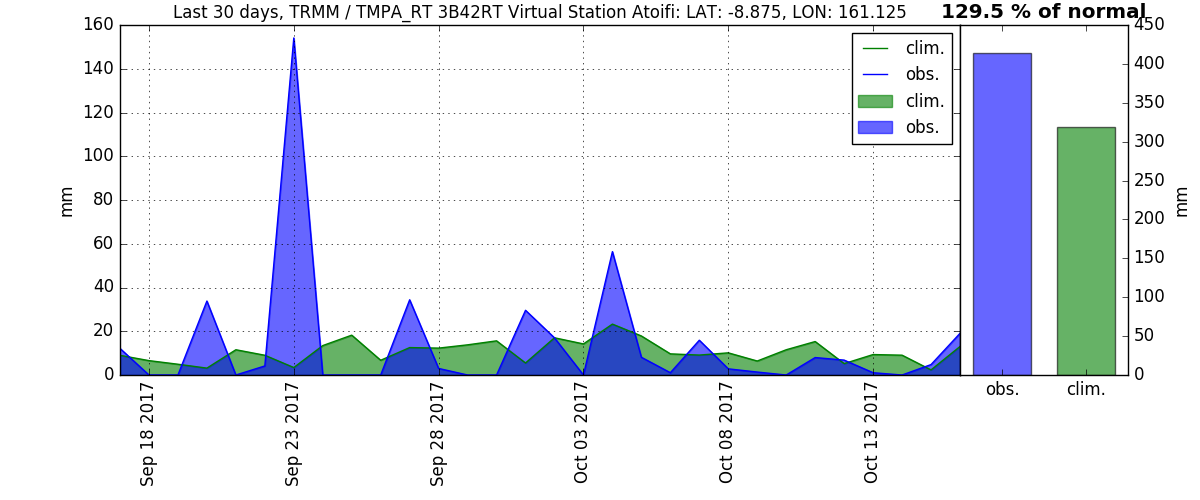 Last 30 days, TRMM / TMPA_RT 3B42RT Virtual Station Atoifi: LAT: -8.875, LON: 161.125
129.5 % of normal
160
140
120
100
80
60
40
20
0
mm
clim.
obs.
clim.
obs.
450
400
350
300
250
200
150
100
50
0
mm
Sep 18 2017
Sep 23 2017
Sep 28 2017
Oct 03 2017
Oct 08 2017
Oct 13 2017
obs.
clim.